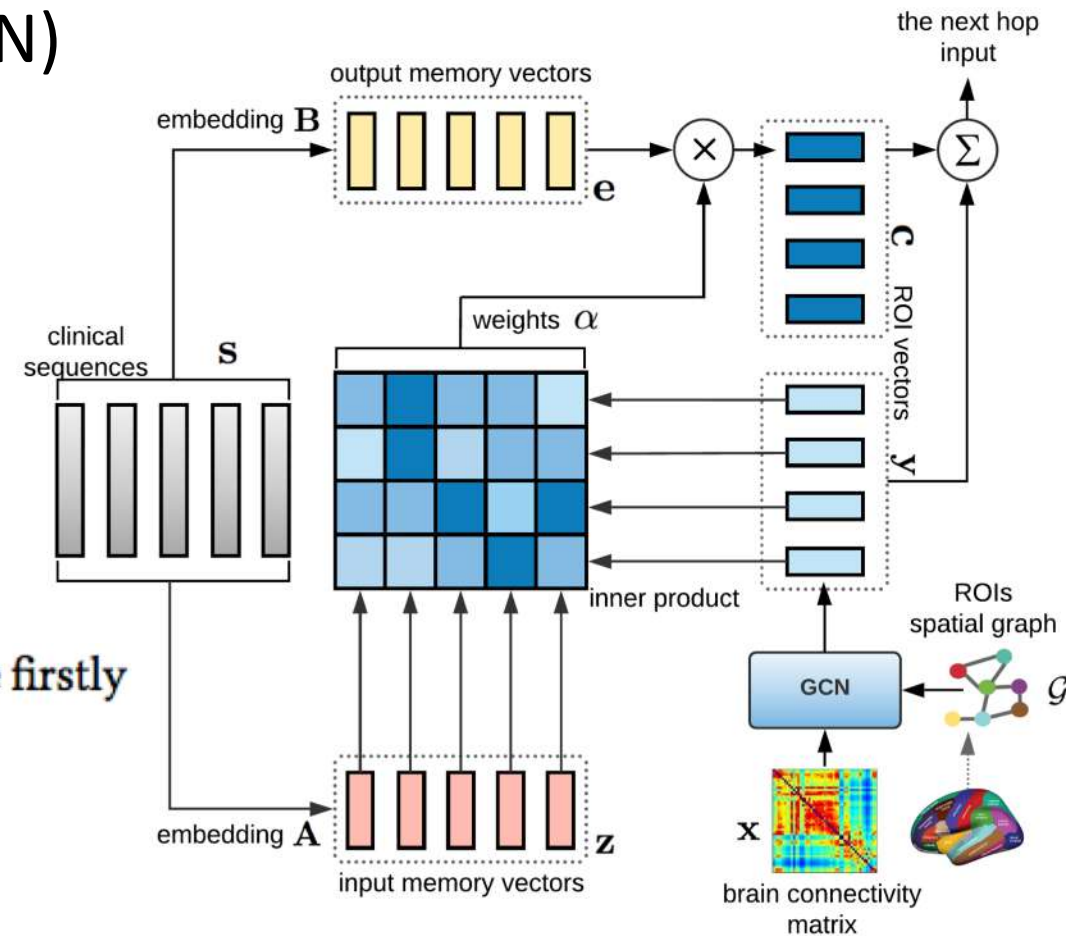 N)
the next hop
input
output memory vectors
embedding B
e
×
Σ
c
ROI vectors
weights α
clinical
sequences
s
y
inner product
ROIs
spatial graph
G
GCN
firstly
embedding A
z
input memory vectors
x
brain connectivity
matrix